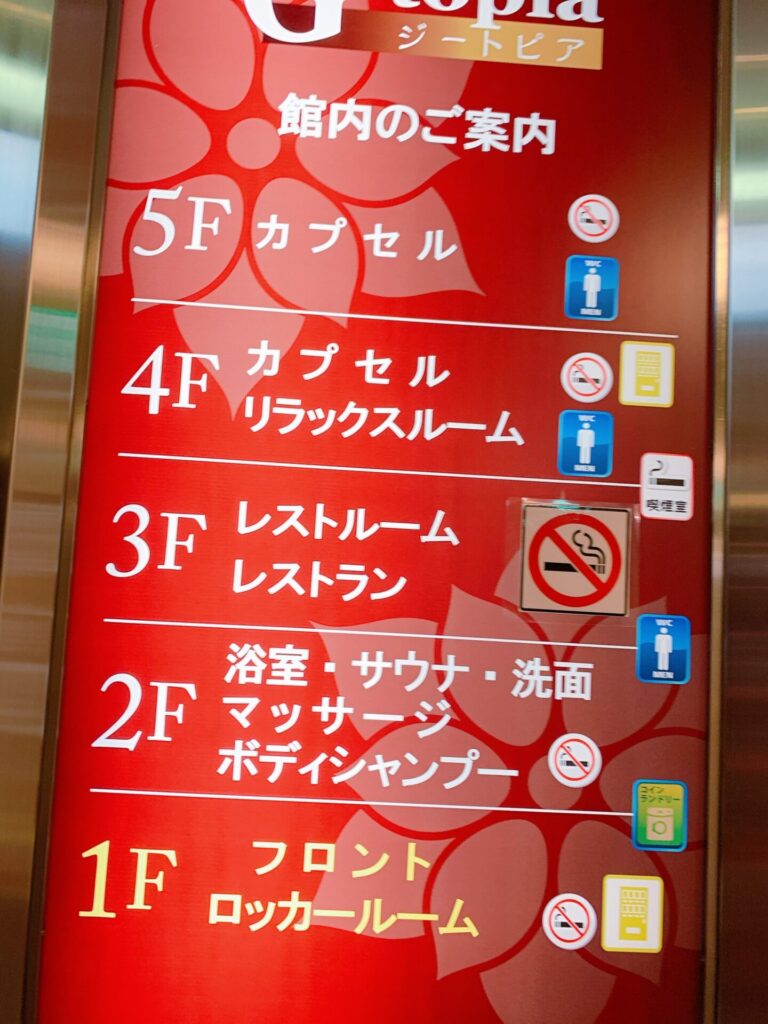 G-topia
ジートピア
館内のご案内
5F カプセル
WC
MEN
4F カプセル
リラックスルーム
WC
MEN
喫煙室
3F レストルーム
レストラン
WC
MEN
2F 浴室・サウナ・洗面
マッサージ
ボディシャンプー
コイン
ランドリー
1F フロント
ロッカールーム